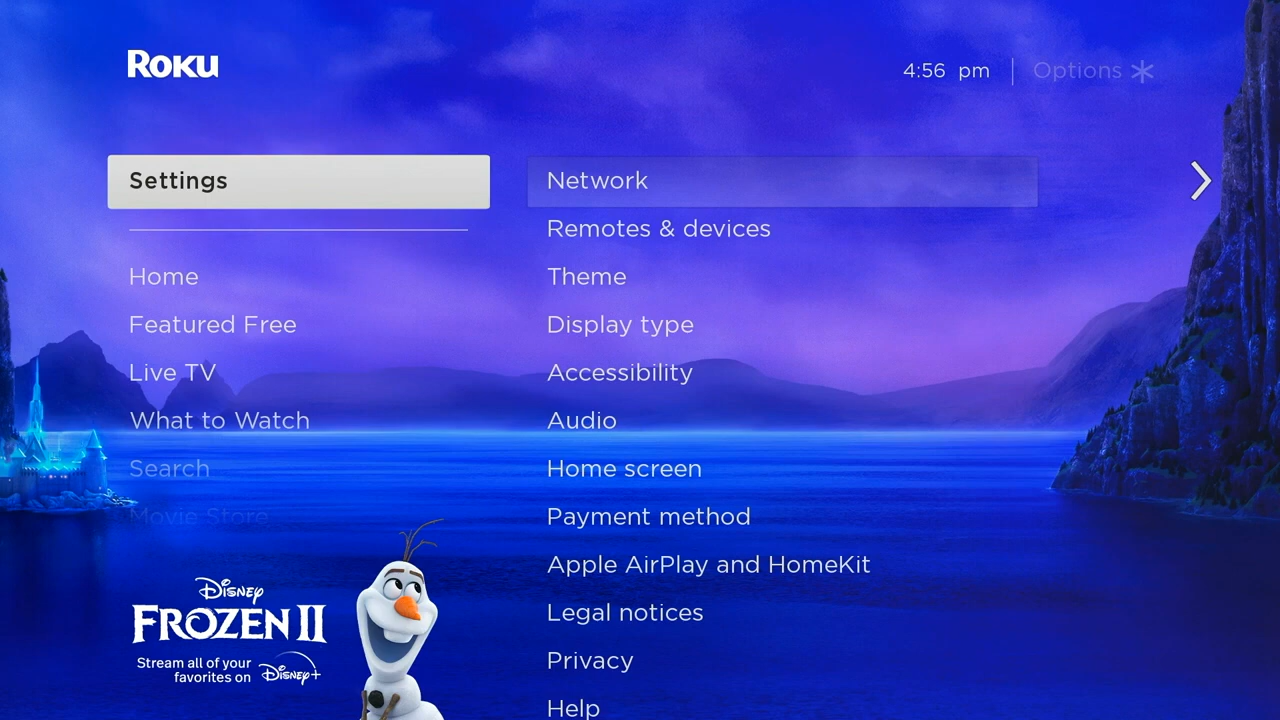 Roku
4:56 pm
Options
Settings
Home
Featured Free
Live TV
What to Watch
Search
Movie Store
Network
Remotes & devices
Theme
Display type
Accessibility
Audio
Home screen
Payment method
Apple AirPlay and HomeKit
Legal notices
Privacy
Help
Disney
FROZEN II
Stream all of your
favorites on Disney+